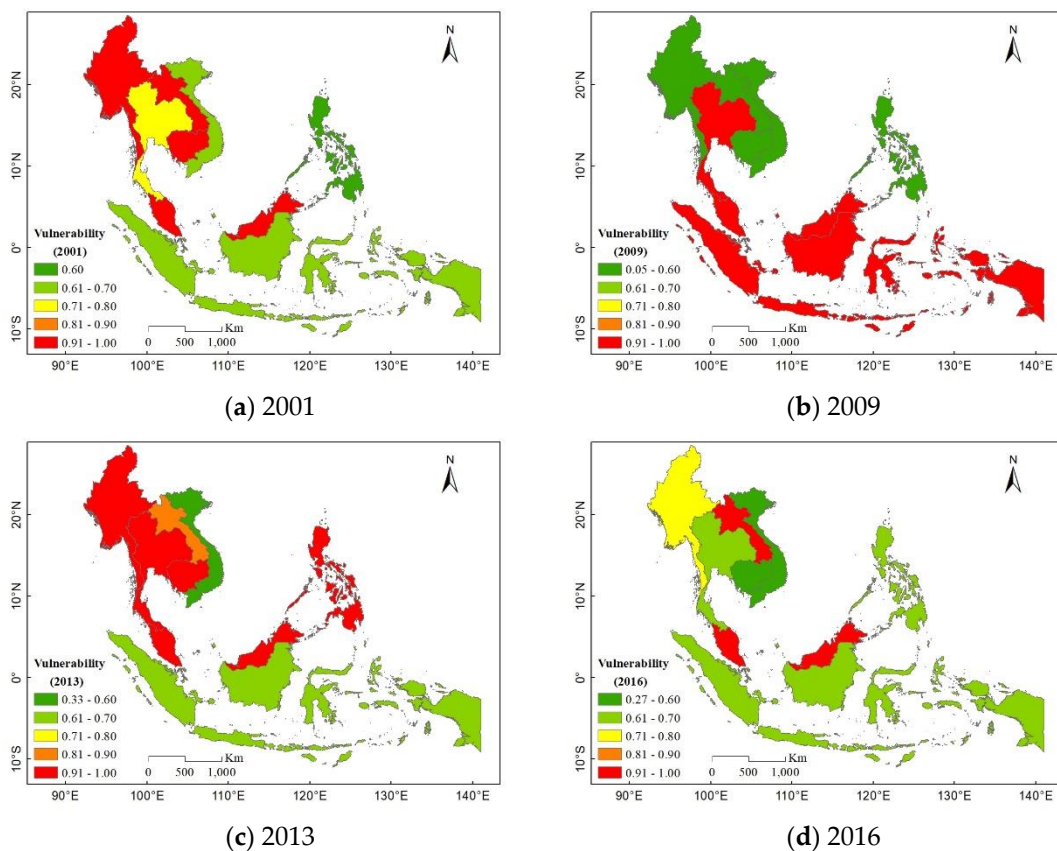 N
20°N
10°N
0°
10°S
Vulnerability
(2001)
0.60
0.61 - 0.70
0.71 - 0.80
0.81 - 0.90
0.91 - 1.00
Km
0 500 1,000
90°E 100°E 110°E 120°E 130°E 140°E
(a) 2001
N
20°N
10°N
0°
10°S
Vulnerability
(2009)
0.05 - 0.60
0.61 - 0.70
0.71 - 0.80
0.81 - 0.90
0.91 - 1.00
Km
0 500 1,000
90°E 100°E 110°E 120°E 130°E 140°E
(b) 2009
N
20°N
10°N
0°
10°S
Vulnerability
(2013)
0.33 - 0.60
0.61 - 0.70
0.71 - 0.80
0.81 - 0.90
0.91 - 1.00
Km
0 500 1,000
90°E 100°E 110°E 120°E 130°E 140°E
(c) 2013
N
20°N
10°N
0°
10°S
Vulnerability
(2016)
0.27 - 0.60
0.61 - 0.70
0.71 - 0.80
0.81 - 0.90
0.91 - 1.00
Km
0 500 1,000
90°E 100°E 110°E 120°E 130°E 140°E
(d) 2016